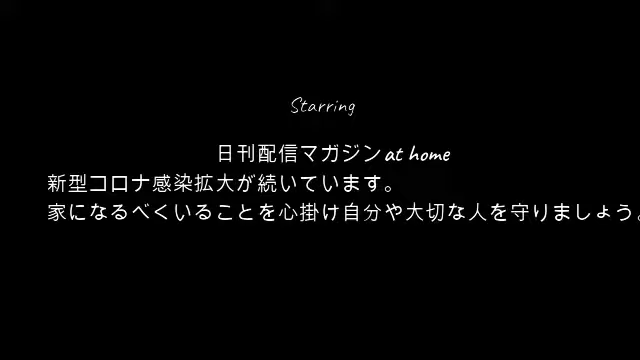 Starring
日刊配信マガジンat home
新型コロナ感染拡大が続いています。
家になるべくいることを心掛け自分や大切な人を守りましょう。